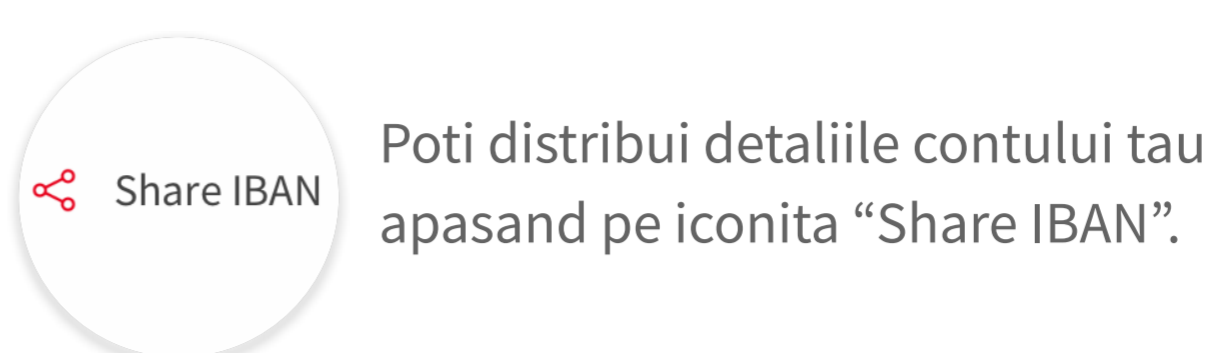 Share IBAN
Poti distribui detaliile contului tau
apasand pe iconita “Share IBAN”.